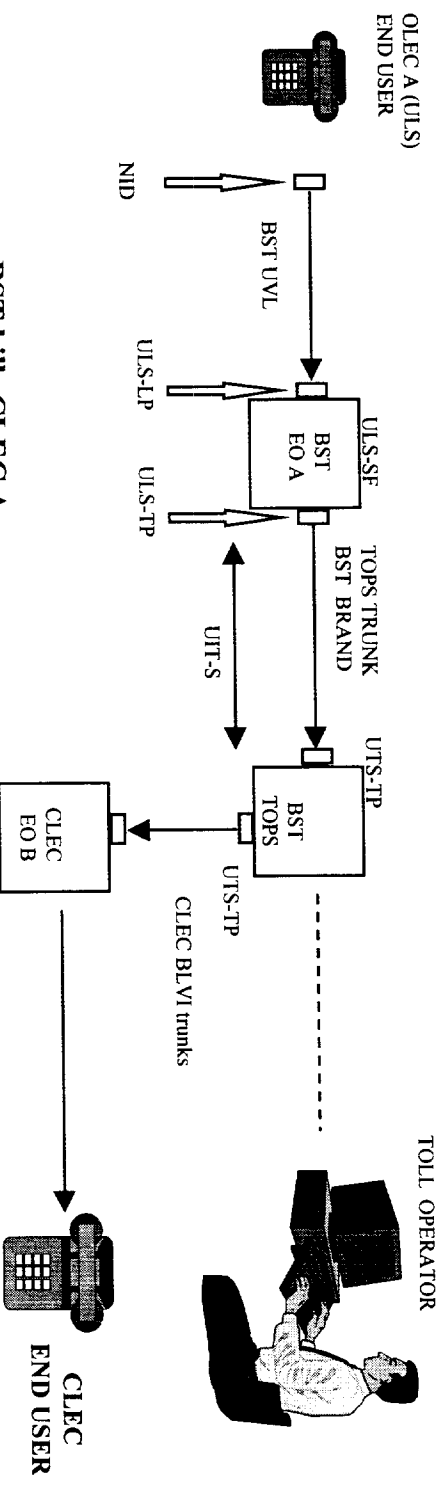 OLEC A (ULS)
END USER
NID
BST UVL
ULS-LP
ULS-SF
BST
EO A
ULS-TP
TOPS TRUNK
BST BRAND
UIT-S
UTS-TP
BST
TOPS
UTS-TP
CLEC BLVI trunks
CLEC
EO B
TOLL OPERATOR
CLEC
END USER